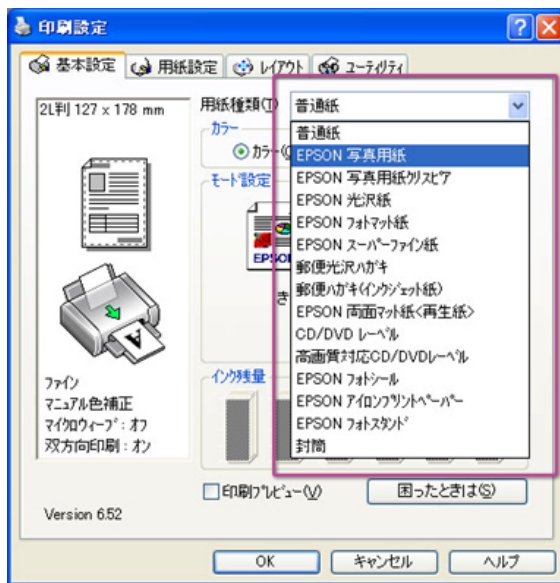 印刷設定
基本設定 用紙設定 レイアウト ユーティリティ
2L判 127 x 178 mm
用紙種類(T) 普通紙
カラー
カラー(
モード設定
EPSO
き
普通紙
EPSON 写真用紙
EPSON 写真用紙クリスピア
EPSON 光沢紙
EPSON フォトマット紙
EPSON スーパーファイン紙
郵便光沢ハガキ
郵便ハガキ(インクジェット紙)
EPSON 両面マット紙<再生紙>
CD/DVD レーベル
高画質対応CD/DVDレーベル
EPSON フォトシール
EPSON アイロンプリントペーパー
EPSON フォトスタンド
封筒
A
ファイン
マニュアル色補正
マイクロウィーブ : オフ
双方向印刷 : オン
インク残量
印刷プレビュー(V) 困ったときは(S)
Version 6.52
OK キャンセル ヘルプ